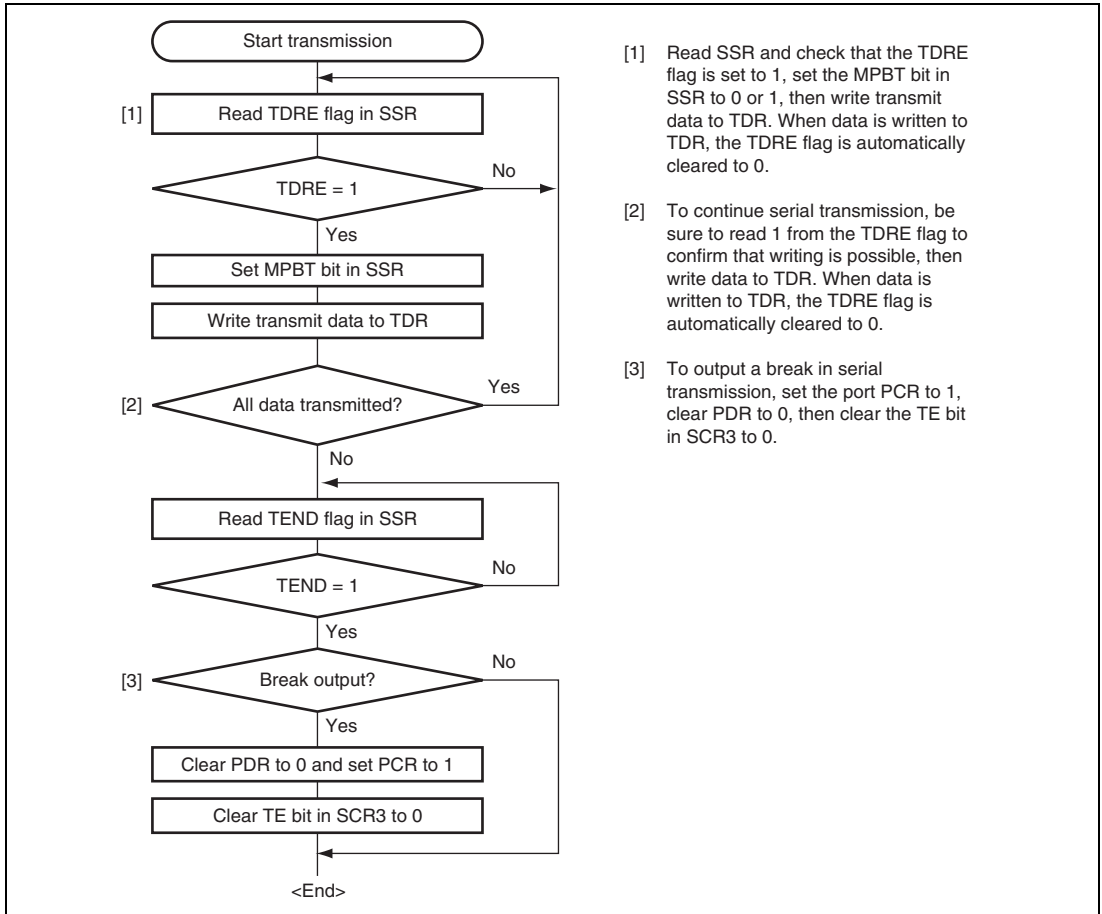 Start transmission
[1]
Read TDRE flag in SSR
No
TDRE = 1
Yes
Set MPBT bit in SSR
Write transmit data to TDR
Yes
[2]
All data transmitted?
No
Read TEND flag in SSR
No
TEND = 1
Yes
No
[3]
Break output?
Yes
Clear PDR to 0 and set PCR to 1
Clear TE bit in SCR3 to 0
<End>
[1] Read SSR and check that the TDRE
flag is set to 1, set the MPBT bit in
SSR to 0 or 1, then write transmit
data to TDR. When data is written to
TDR, the TDRE flag is automatically
cleared to 0.
[2] To continue serial transmission, be
sure to read 1 from the TDRE flag to
confirm that writing is possible, then
write data to TDR. When data is
written to TDR, the TDRE flag is
automatically cleared to 0.
[3] To output a break in serial
transmission, set the port PCR to 1,
clear PDR to 0, then clear the TE bit
in SCR3 to 0.